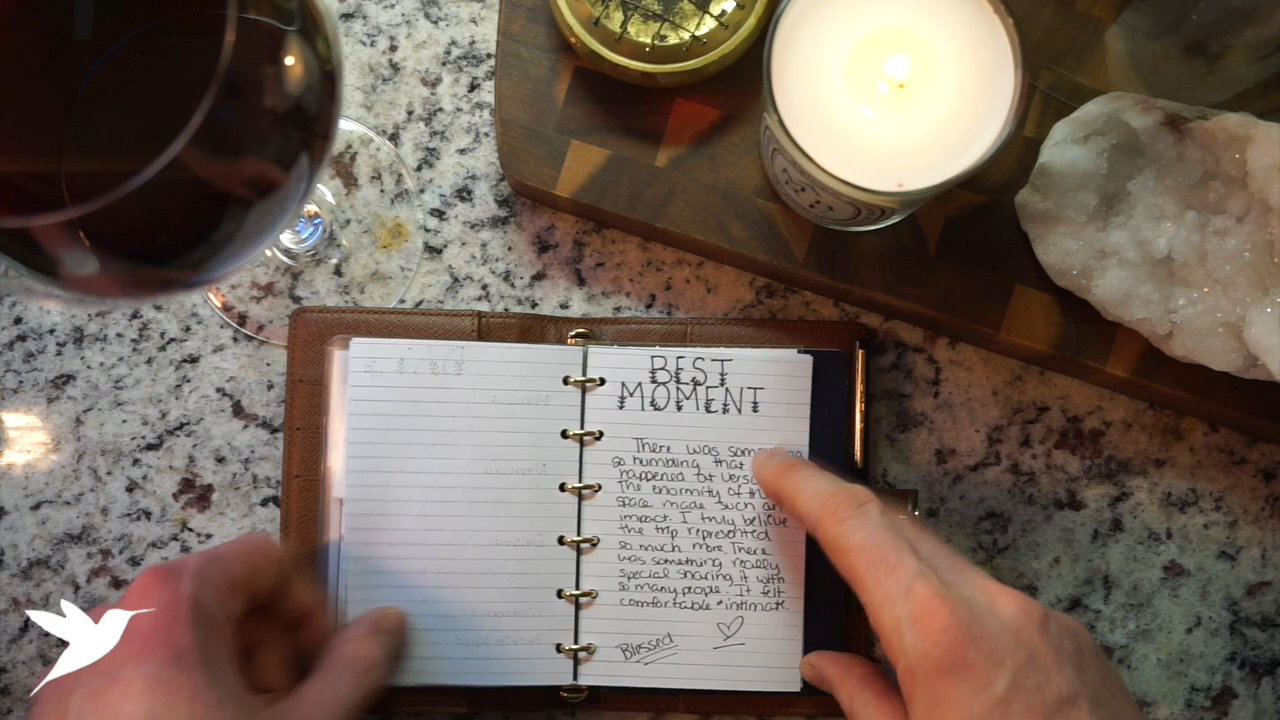 BEST
MOMENT
There was
so humbling that
happened at
The enormity of
space made such an
impact. I truly believe
the trip represented
so much more. There
was something really
special sharing it with
so many people. It felt
comfortable + intimate.
Blessed